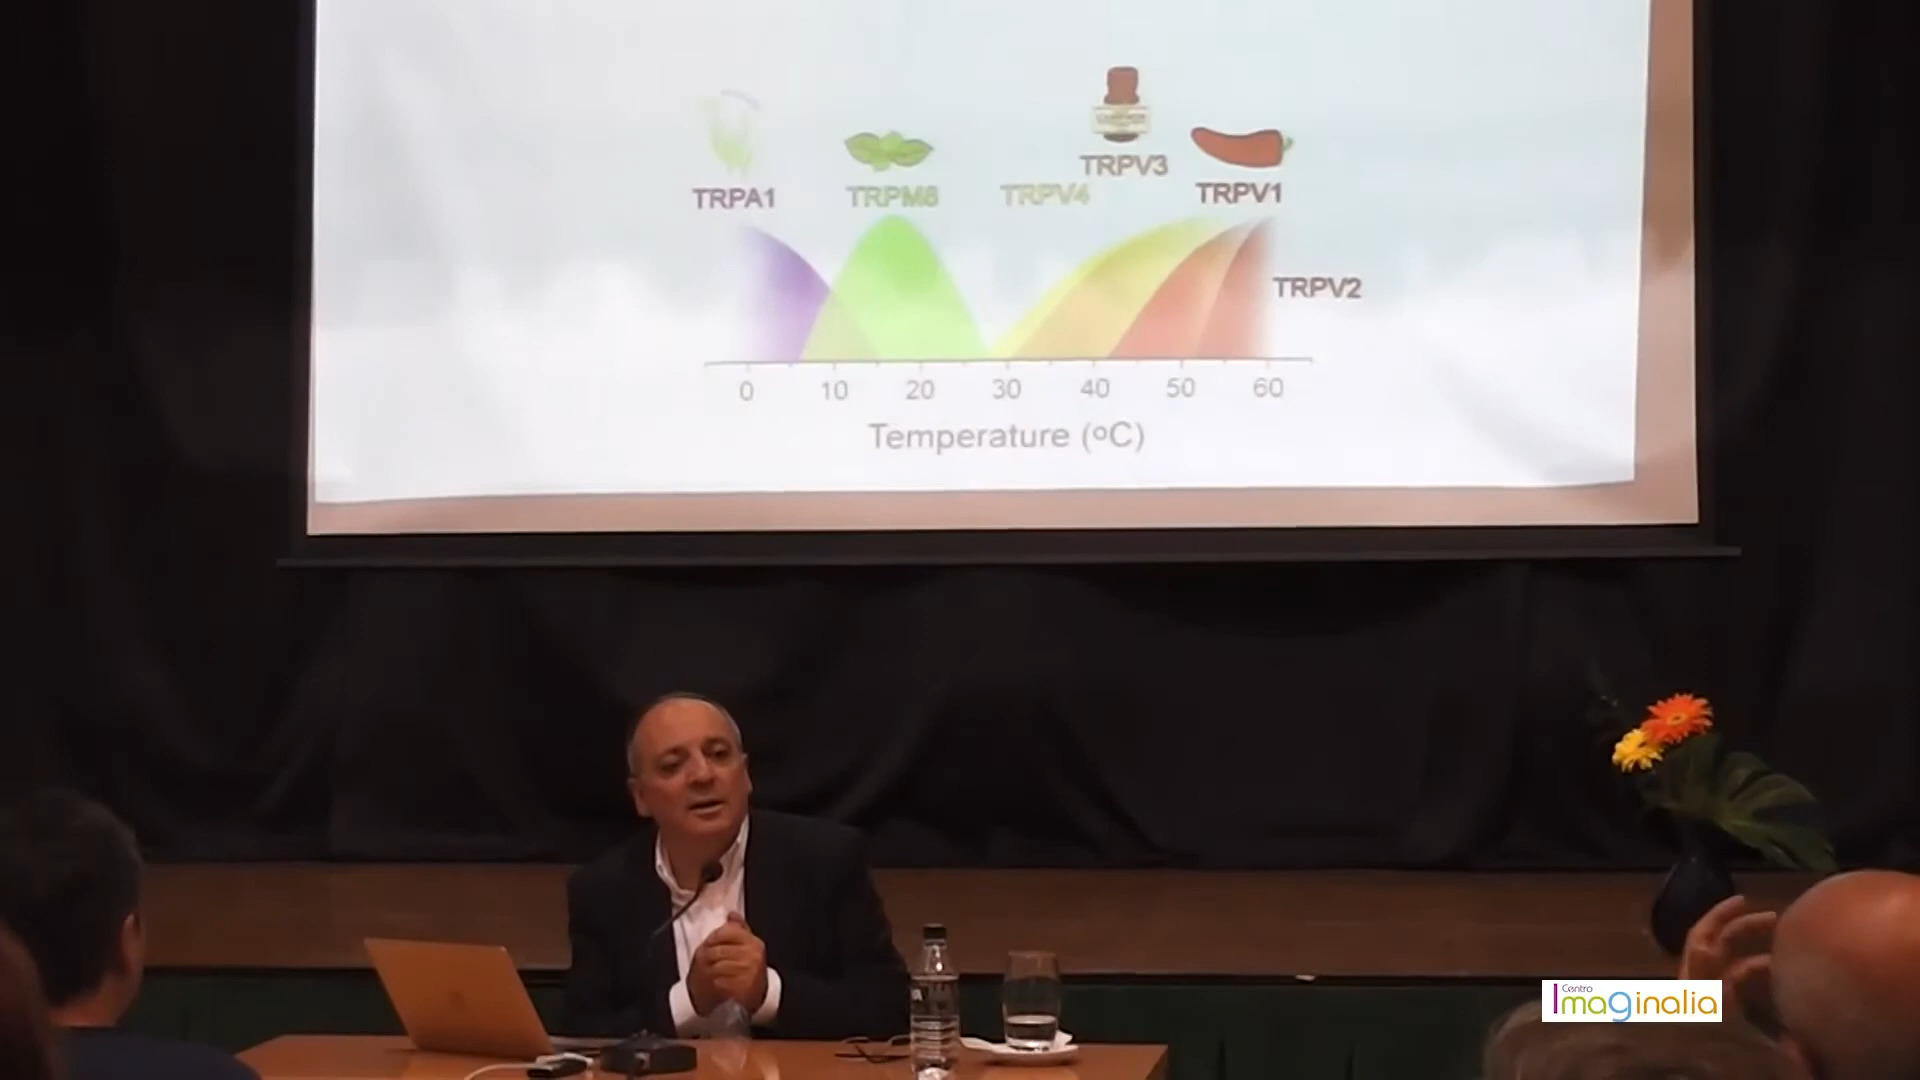 TRPV3
TRPA1
TRPM8
TRPV4
TRPV1
TRPV2
0 10 20 30 40 50 60
Temperature (ºC)
Centro
Imaginalia